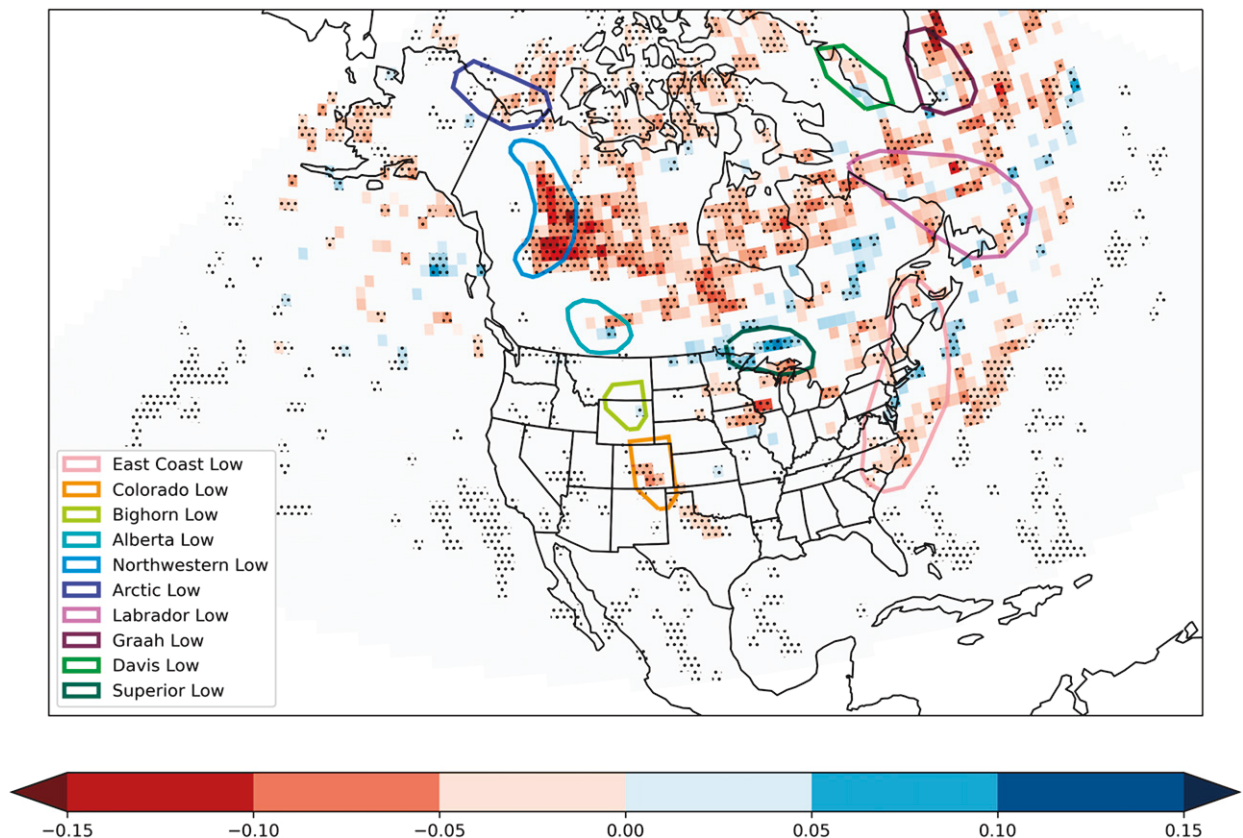 East Coast Low
Colorado Low
Bighorn Low
Alberta Low
Northwestern Low
Arctic Low
Labrador Low
Graah Low
Davis Low
Superior Low
−0.15 −0.10 −0.05 0.00 0.05 0.10 0.15